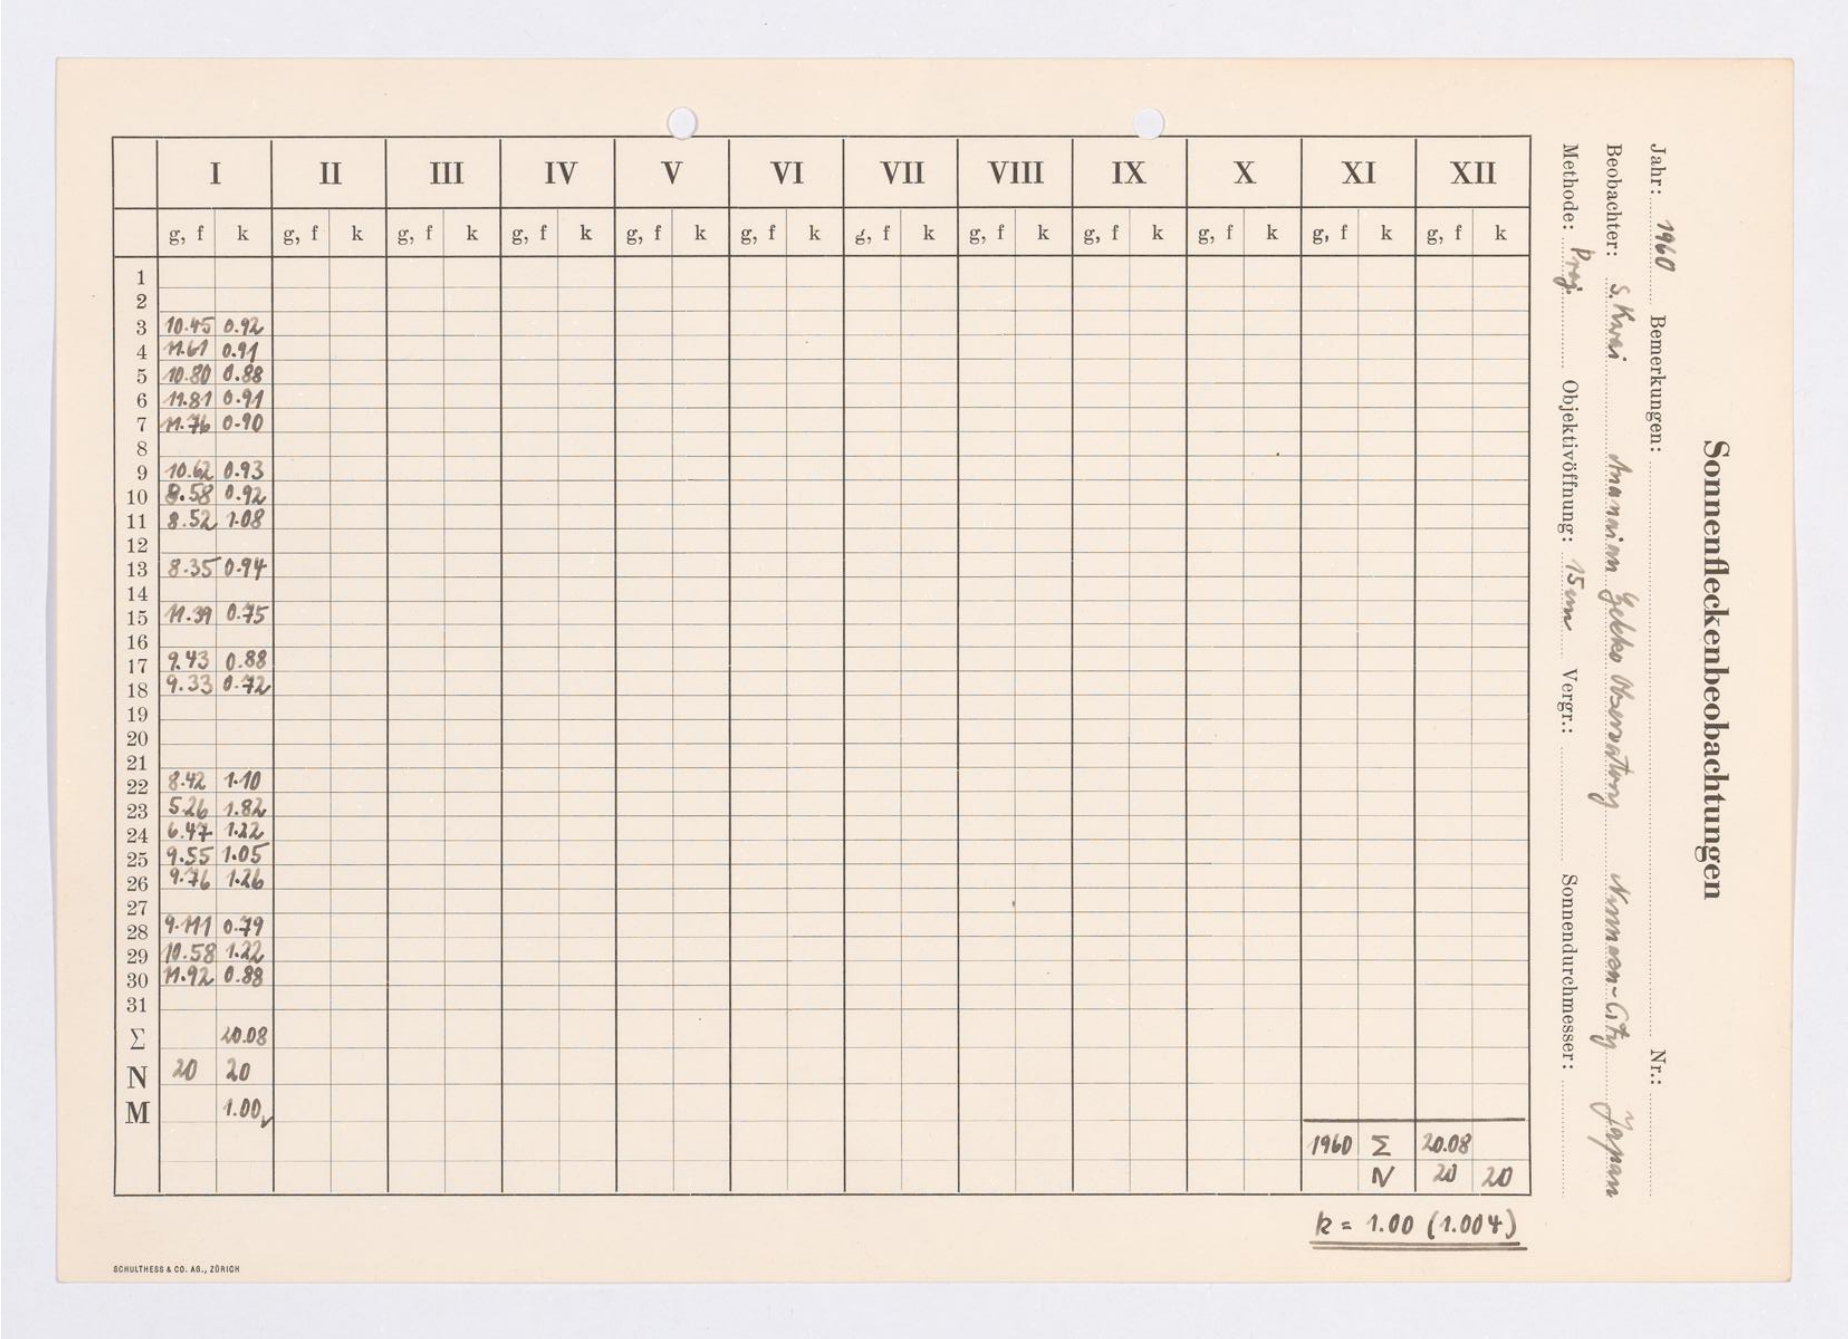 Sonnenfleckenbeobachtungen
Jahr: 1960 Bemerkungen: Nr.:
Beobachter: S. Kwai Observatory Japan
Methode: Proj. Objektivöffnung: 15cm Vergr.: Sonnendurchmesser:
I II III IV V VI VII VIII IX X XI XII
g, f k g, f k g, f k g, f k g, f k g, f k g, f k g, f k g, f k g, f k g, f k g, f k
1
2
3 10.45 0.92
4 11.61 0.91
5 10.80 0.88
6 11.81 0.91
7 11.76 0.90
8
9 10.62 0.93
10 8.58 0.92
11 8.52 1.08
12
13 8.35 0.94
14
15 11.39 0.75
16
17 9.43 0.88
18 9.33 0.72
19
20
21
22 8.42 1.10
23 5.26 1.82
24 6.47 1.22
25 9.55 1.05
26 9.76 1.26
27
28 9.111 0.79
29 10.58 1.22
30 11.92 0.88
31
Σ 20.08
N 20 20
M 1.00
1960 Σ 20.08
N 20 20
k = 1.00 (1.004)
SCHULTHESS & CO. AG., ZÜRICH